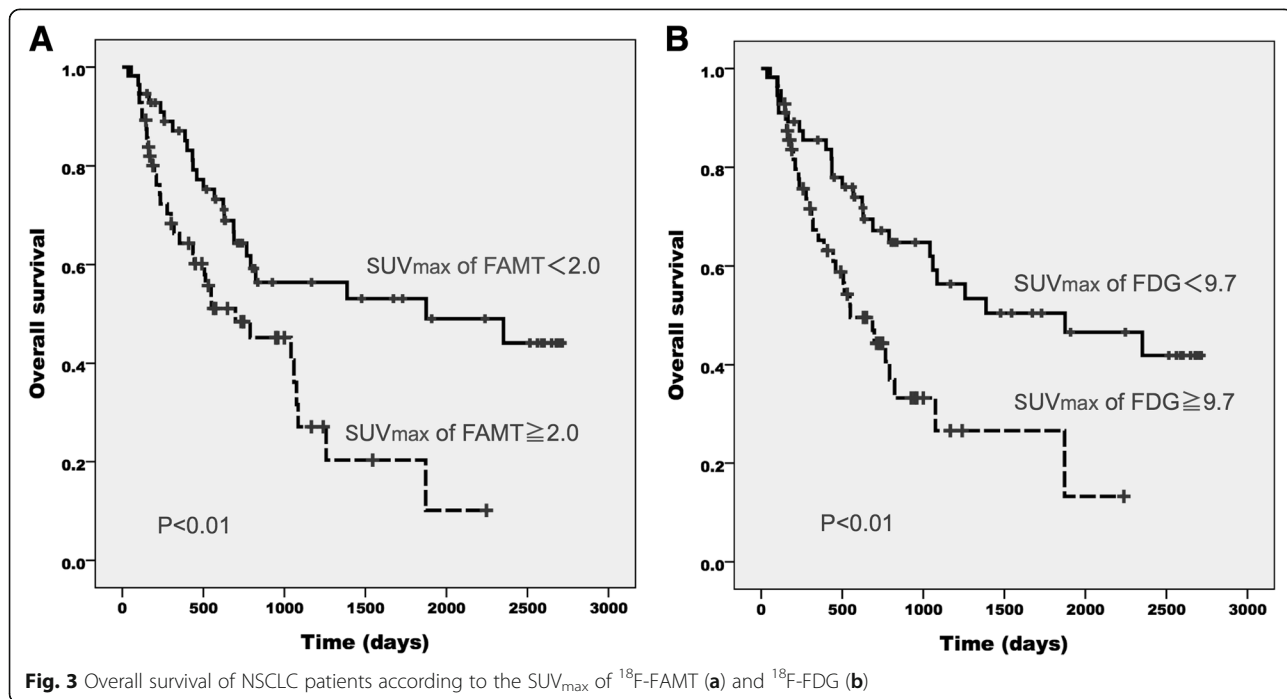 A
1.0
0.8
0.6
0.4
0.2
0.0
Overall survival
SUVmax of FAMT<2.0
SUVmax of FAMT≧2.0
P<0.01
0 500 1000 1500 2000 2500 3000
Time (days)
B
1.0
0.8
0.6
0.4
0.2
0.0
Overall survival
SUVmax of FDG<9.7
SUVmax of FDG≧9.7
P<0.01
0 500 1000 1500 2000 2500 3000
Time (days)
Fig. 3 Overall survival of NSCLC patients according to the SUVmax of 18F-FAMT (a) and 18F-FDG (b)